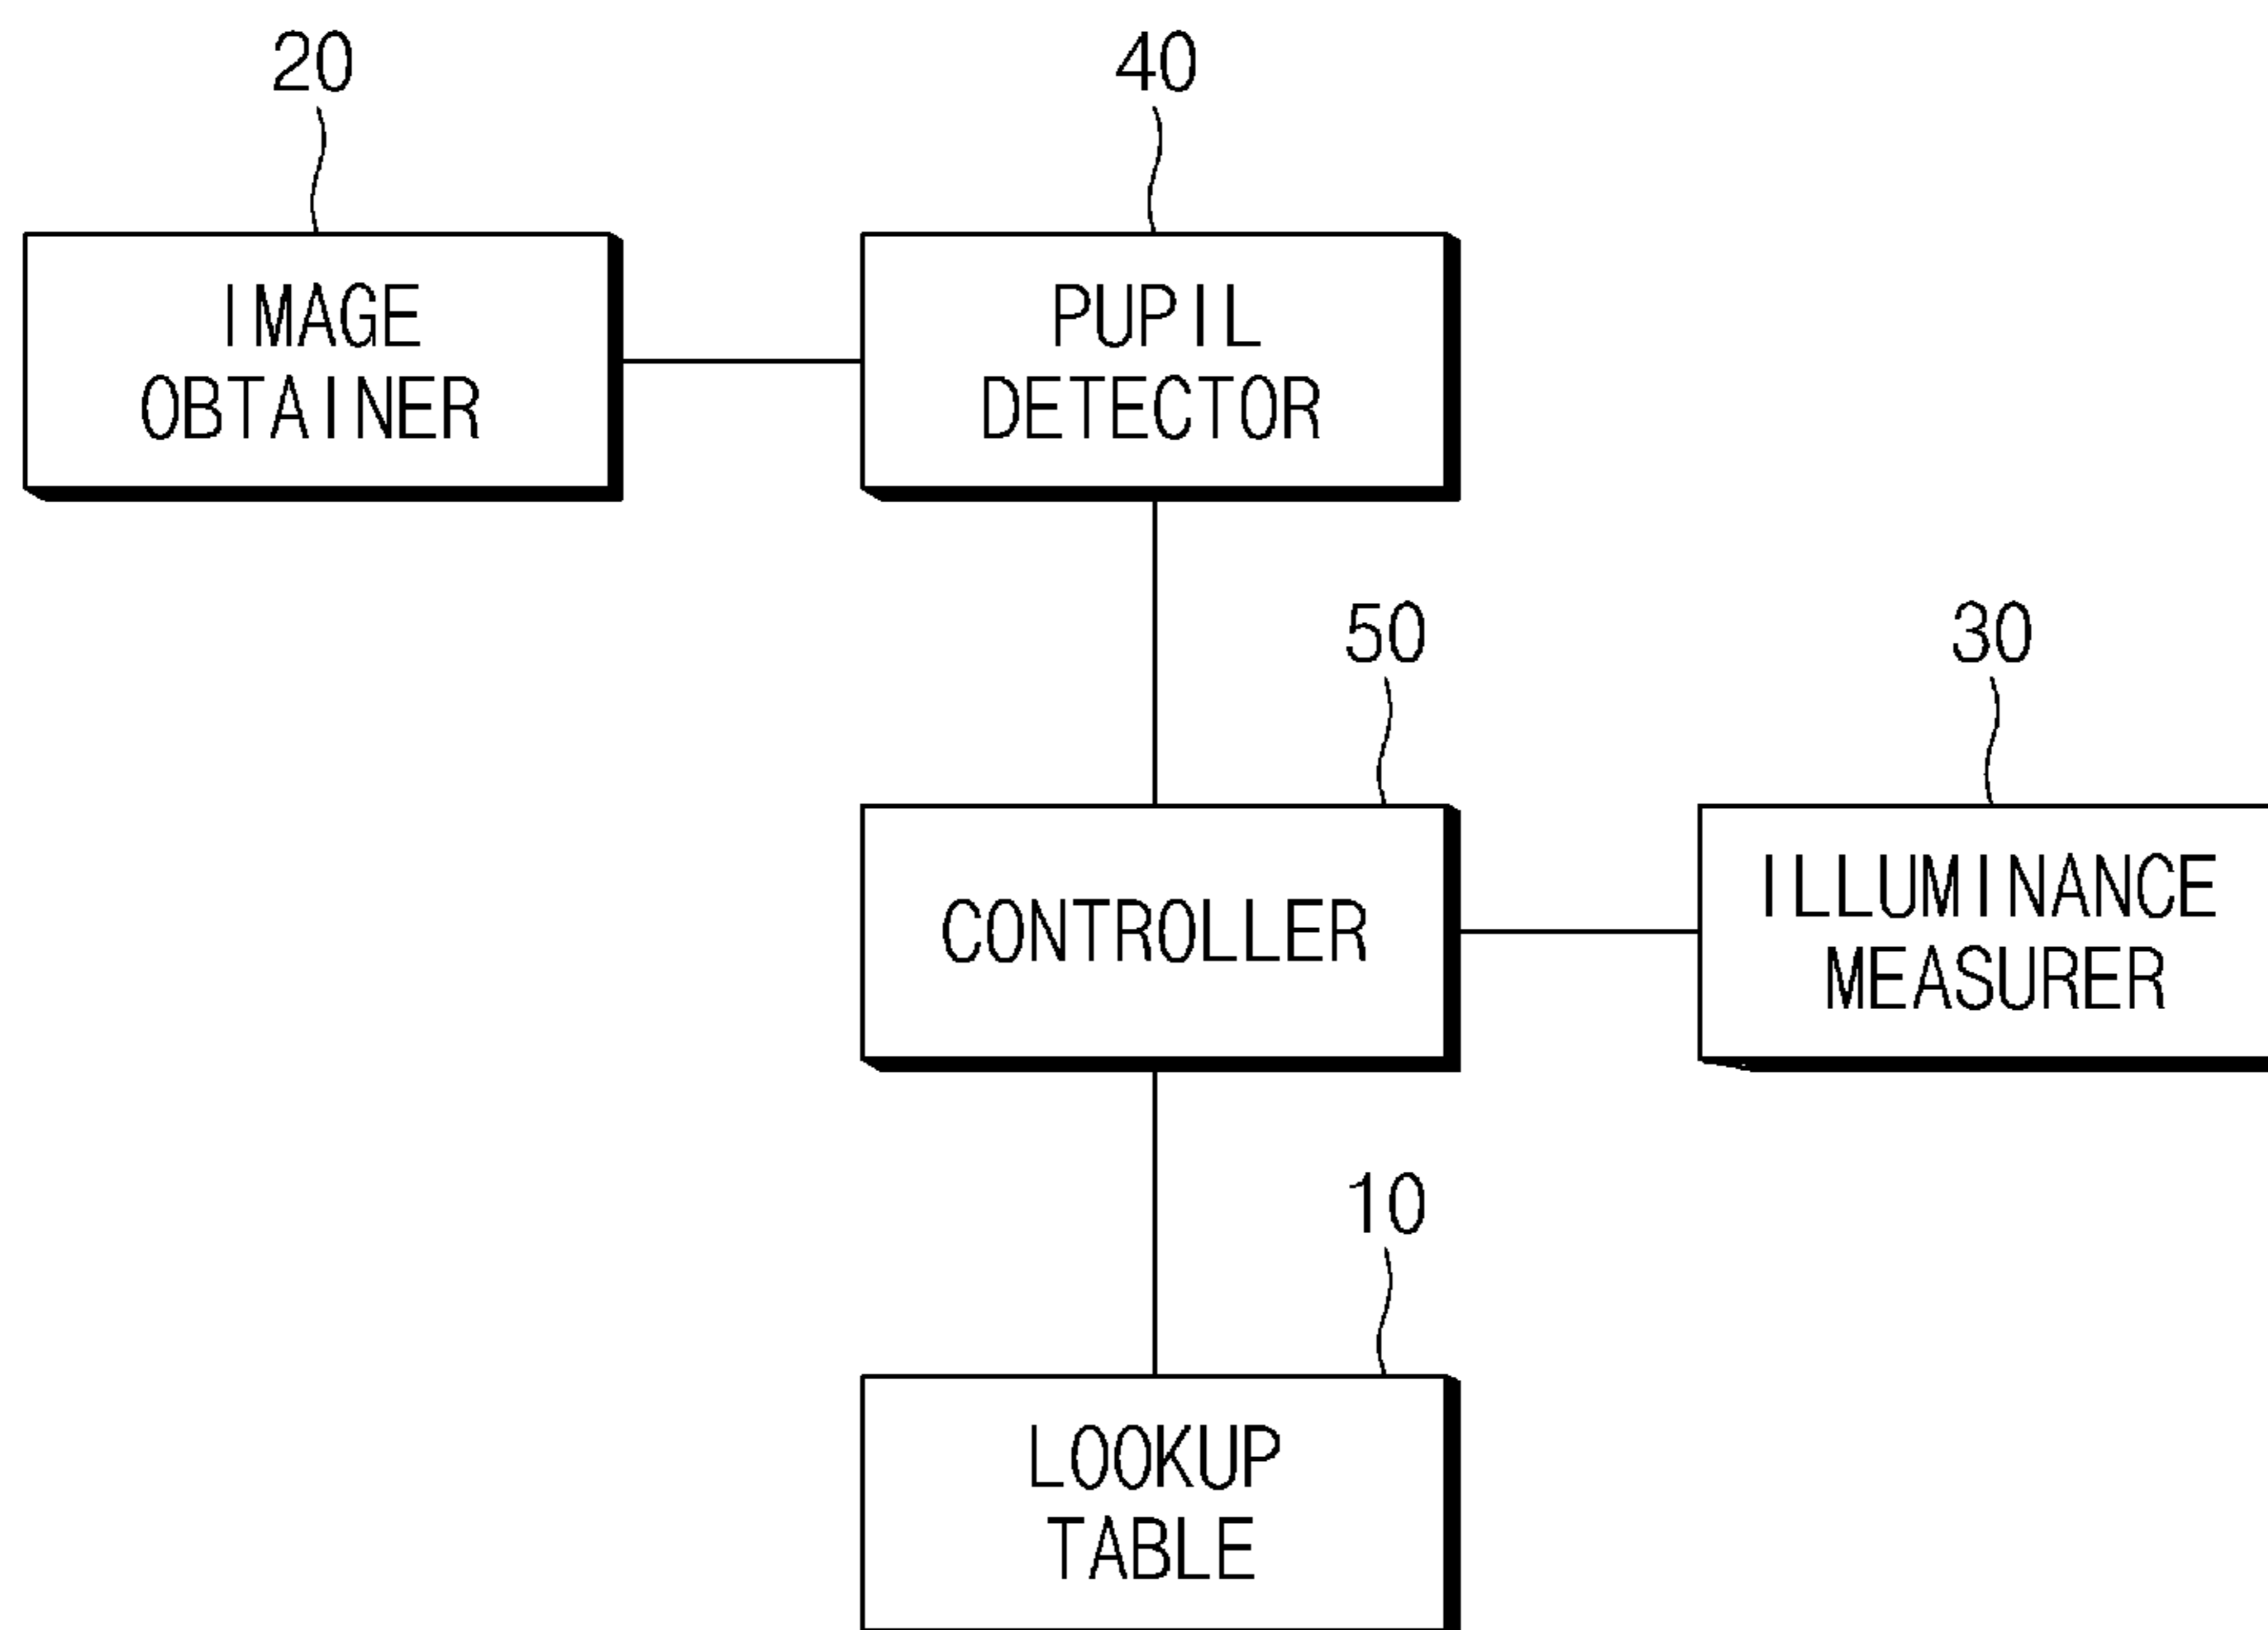 20
40
IMAGE
OBTAINER
PUPIL
DETECTOR
50
30
CONTROLLER
ILLUMINANCE
MEASURER
10
LOOKUP
TABLE